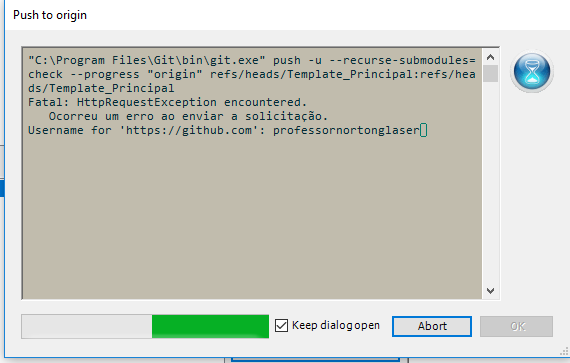 Push to origin
"C:\Program Files\Git\bin\git.exe" push -u --recurse-submodules=
check --progress "origin" refs/heads/Template_Principal:refs/hea
ds/Template_Principal
Fatal: HttpRequestException encountered.
   Ocorreu um erro ao enviar a solicitação.
Username for 'https://github.com': professornortonglaser
Keep dialog open
Abort
OK